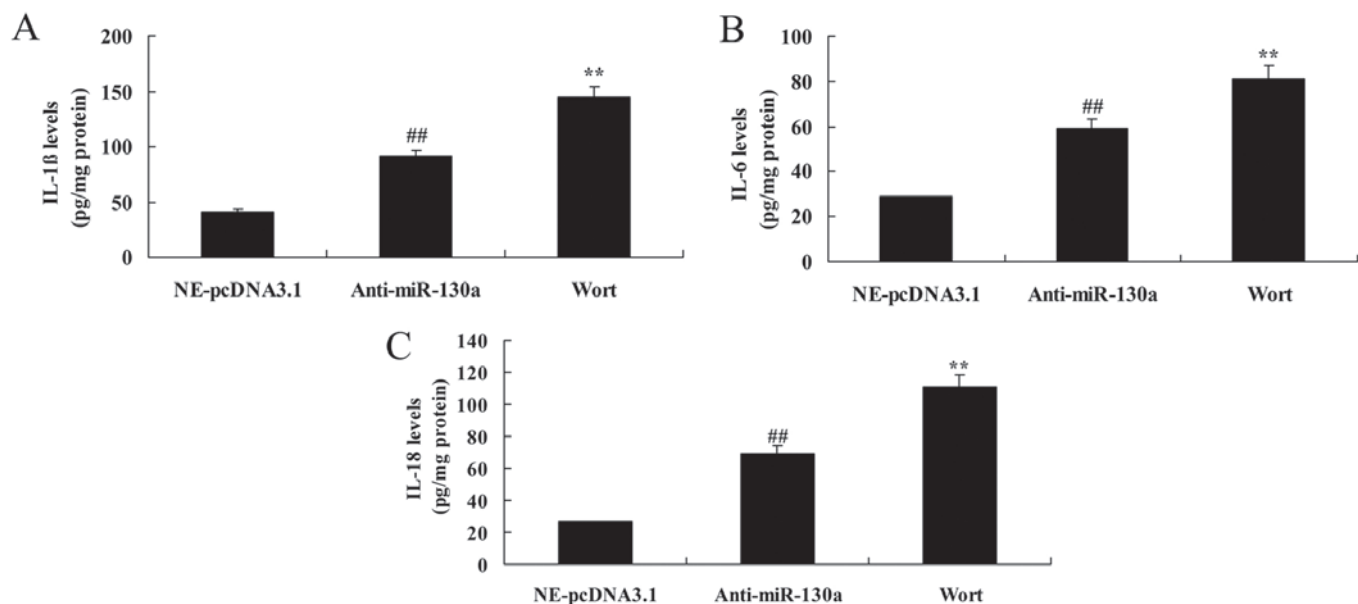 A
IL-1ß levels
(pg/mg protein)
200
150
100
50
0
##
**
NE-pcDNA3.1 Anti-miR-130a Wort
B
IL-6 levels
(pg/mg protein)
100
80
60
40
20
0
##
**
NE-pcDNA3.1 Anti-miR-130a Wort
C
IL-18 levels
(pg/mg protein)
140
120
100
80
60
40
20
0
##
**
NE-pcDNA3.1 Anti-miR-130a Wort